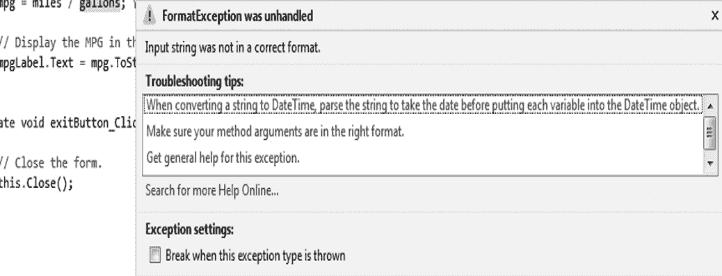 mpg = miles / gallons;
FormatException was unhandled
x
Input string was not in a correct format.
// Display the MPG in th
mpgLabel.Text = mpg.ToSt
Troubleshooting tips:
When converting a string to DateTime, parse the string to take the date before putting each variable into the DateTime object.
Make sure your method arguments are in the right format.
Get general help for this exception.
ate void exitButton_Clic
// Close the form.
this.Close();
Search for more Help Online...
Exception settings:
Break when this exception type is thrown